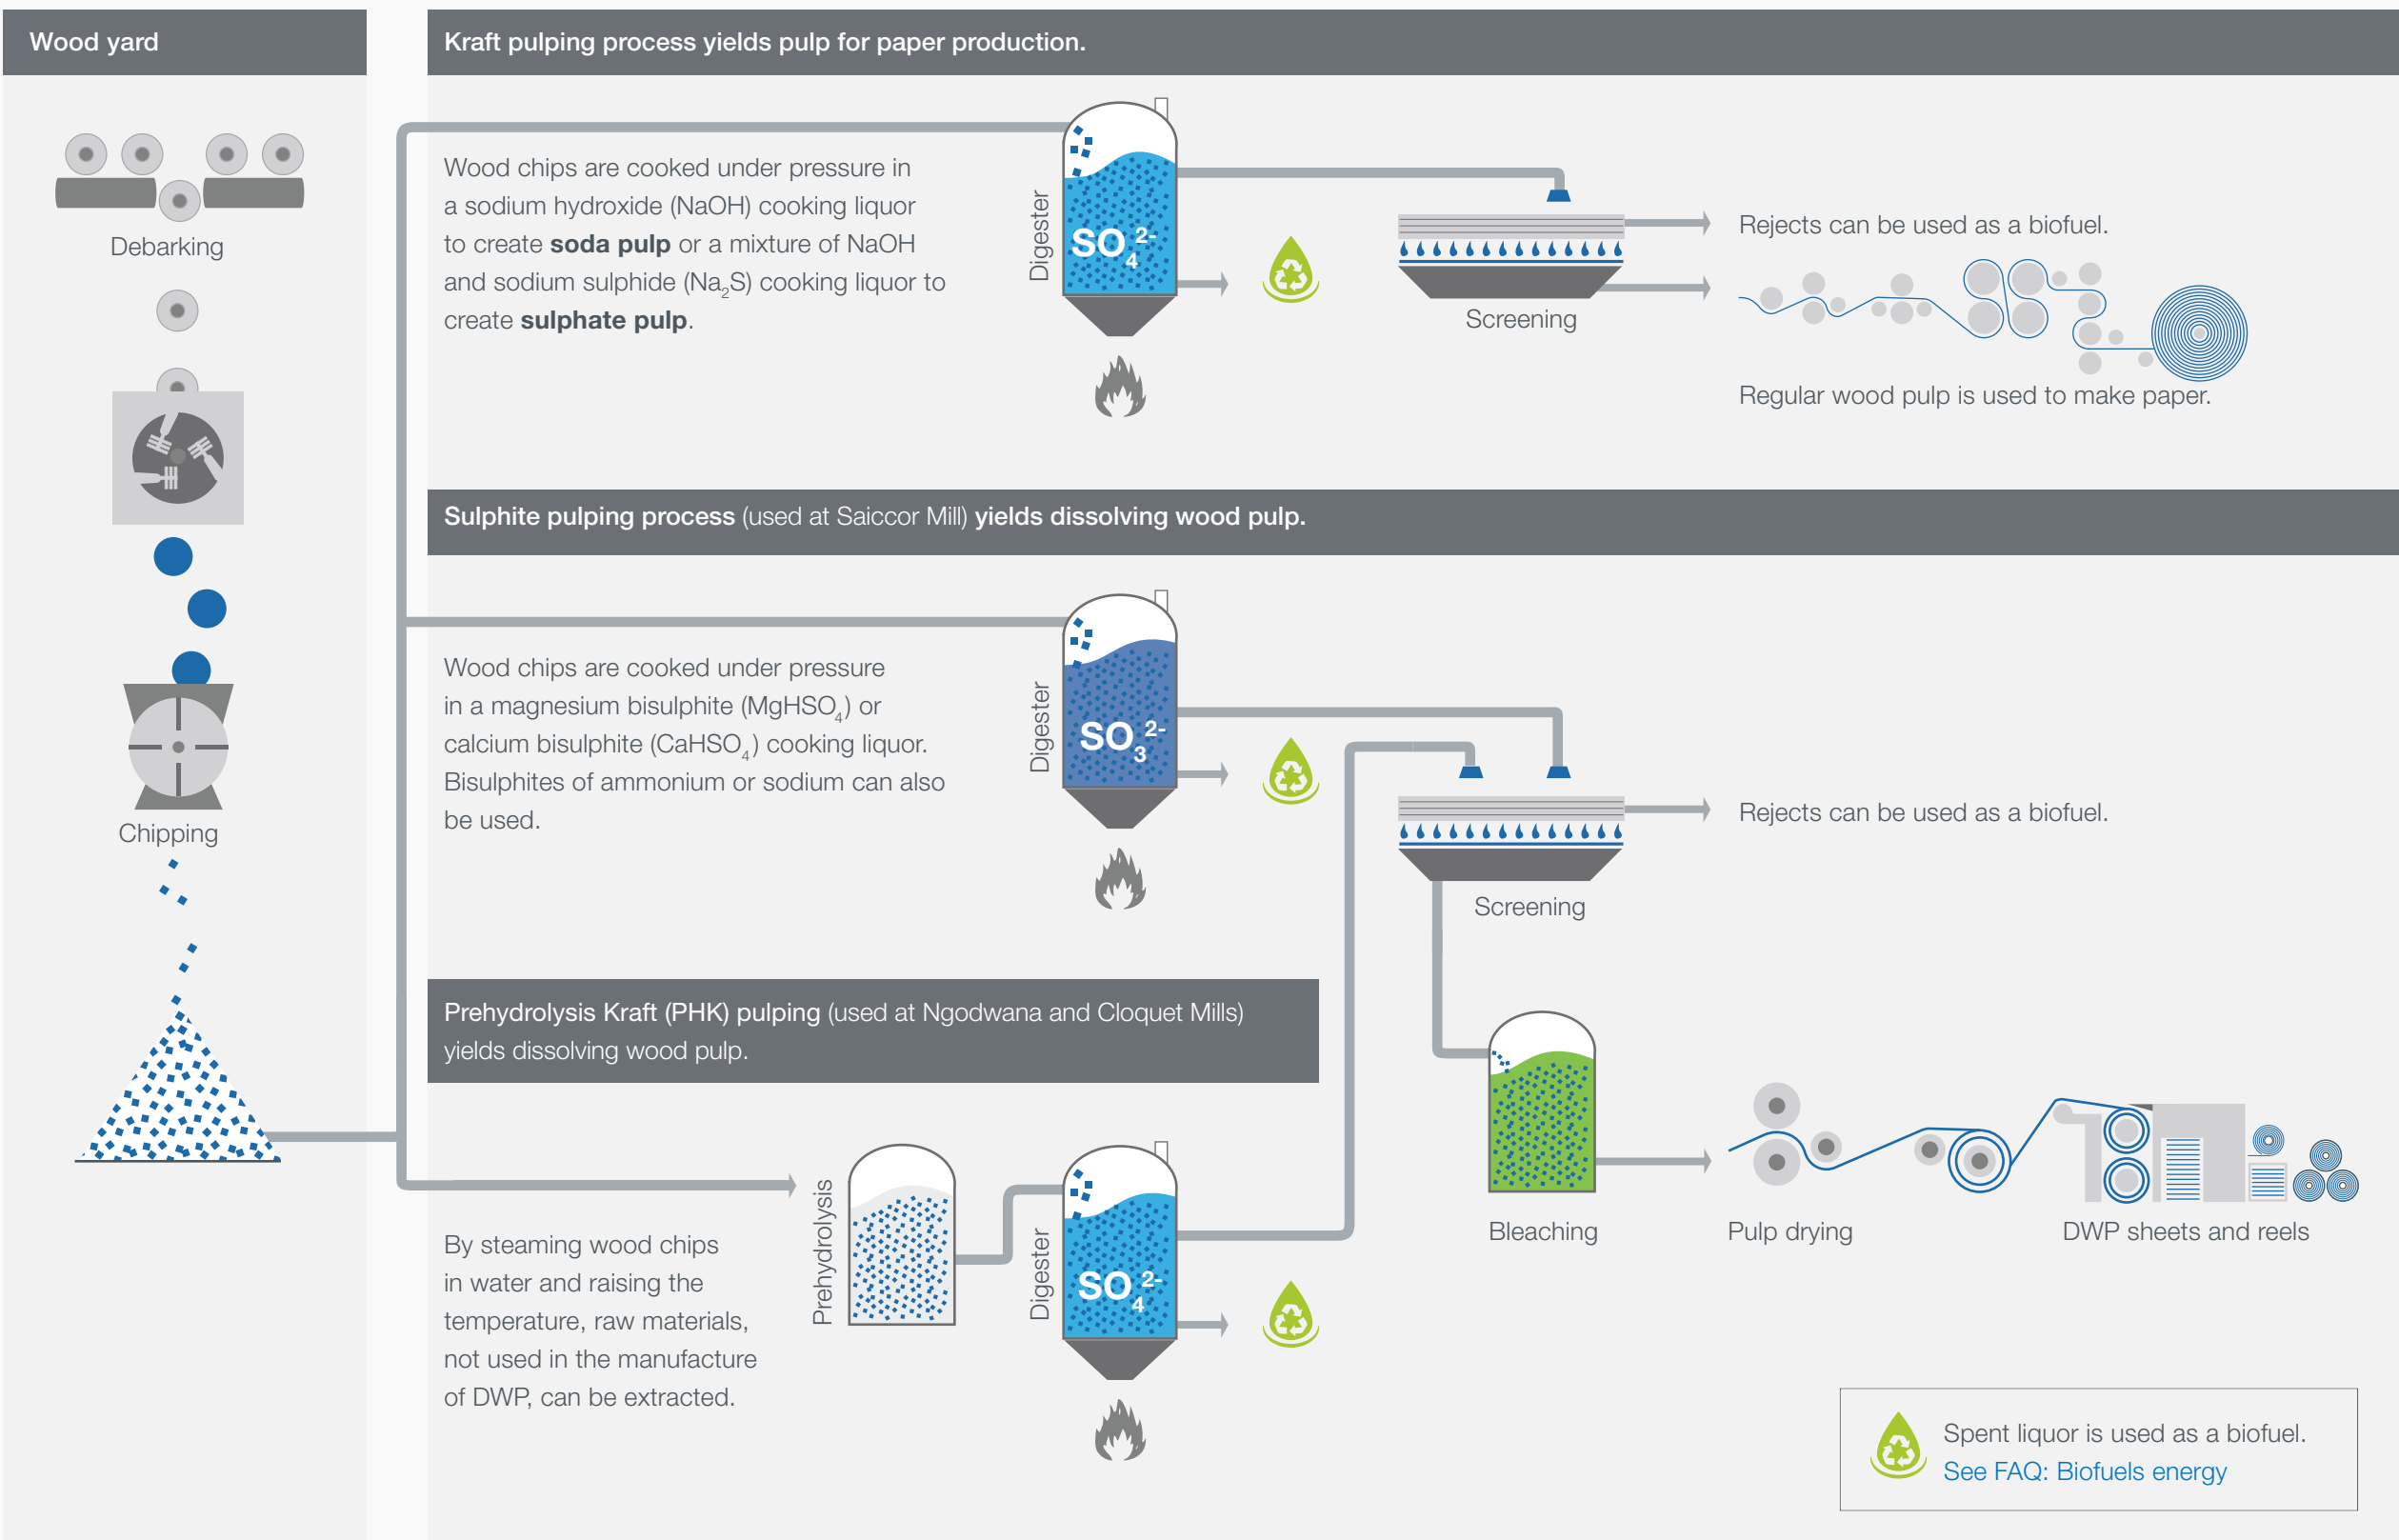 Wood yard
Debarking
Chipping
Kraft pulping process yields pulp for paper production.
Wood chips are cooked under pressure in
a sodium hydroxide (NaOH) cooking liquor
to create soda pulp or a mixture of NaOH
and sodium sulphide (Na₂S) cooking liquor to
create sulphate pulp.
Digester
SO₄²⁻
Screening
Rejects can be used as a biofuel.
Regular wood pulp is used to make paper.
Sulphite pulping process (used at Saiccor Mill) yields dissolving wood pulp.
Wood chips are cooked under pressure
in a magnesium bisulphite (MgHSO₄) or
calcium bisulphite (CaHSO₄) cooking liquor.
Bisulphites of ammonium or sodium can also
be used.
Digester
SO₃²⁻
Screening
Rejects can be used as a biofuel.
Prehydrolysis Kraft (PHK) pulping (used at Ngodwana and Cloquet Mills)
yields dissolving wood pulp.
By steaming wood chips
in water and raising the
temperature, raw materials,
not used in the manufacture
of DWP, can be extracted.
Prehydrolysis
Digester
SO₄²⁻
Bleaching
Pulp drying
DWP sheets and reels
Spent liquor is used as a biofuel.
See FAQ: Biofuels energy